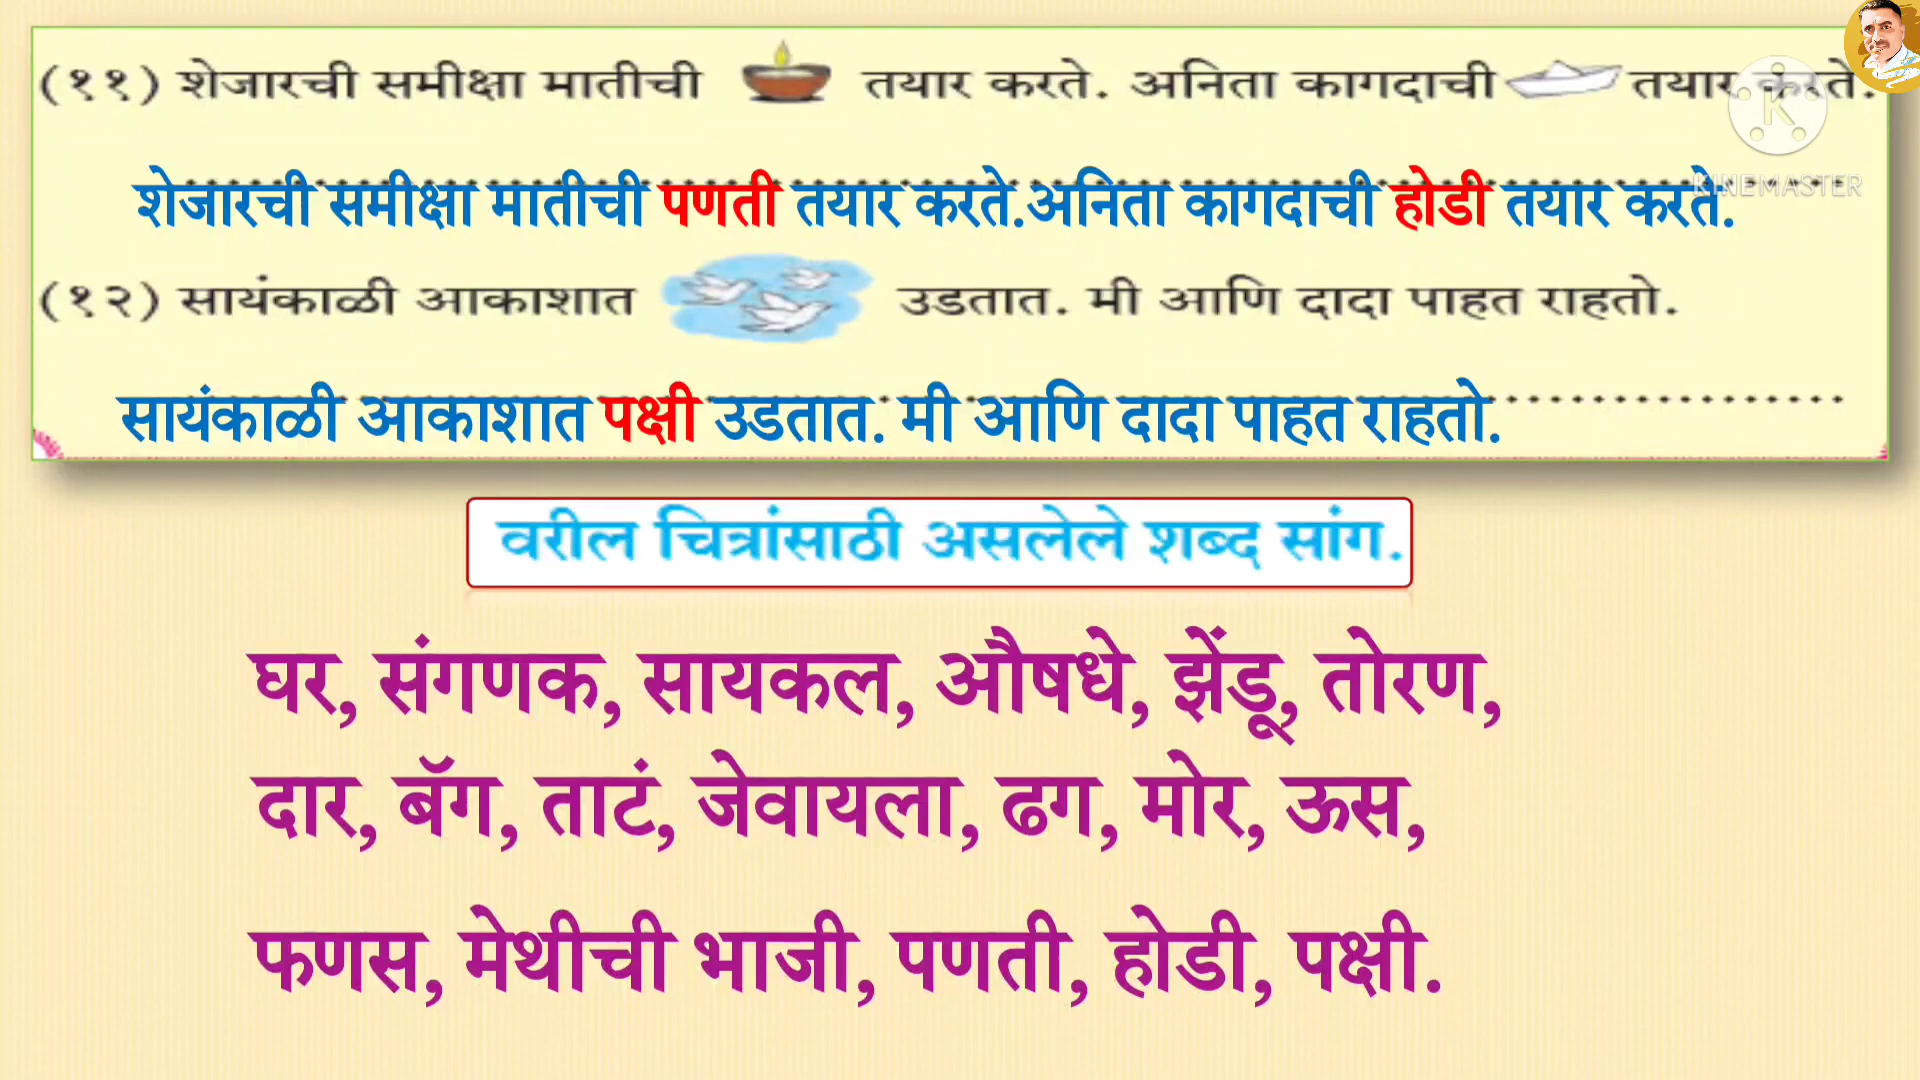 (११) शेजारची समीक्षा मातीची तयार करते. अनिता कागदाची तयार करते.
शेजारची समीक्षा मातीची पणती तयार करते.अनिता कागदाची होडी तयार करते.
(१२) सायंकाळी आकाशात उडतात. मी आणि दादा पाहत राहतो.
सायंकाळी आकाशात पक्षी उडतात. मी आणि दादा पाहत राहतो.
वरील चित्रांसाठी असलेले शब्द सांग.
घर, संगणक, सायकल, औषधे, झेंडू, तोरण,
दार, बॅग, ताटं, जेवायला, ढग, मोर, ऊस,
फणस, मेथीची भाजी, पणती, होडी, पक्षी.
K
KINEMASTER